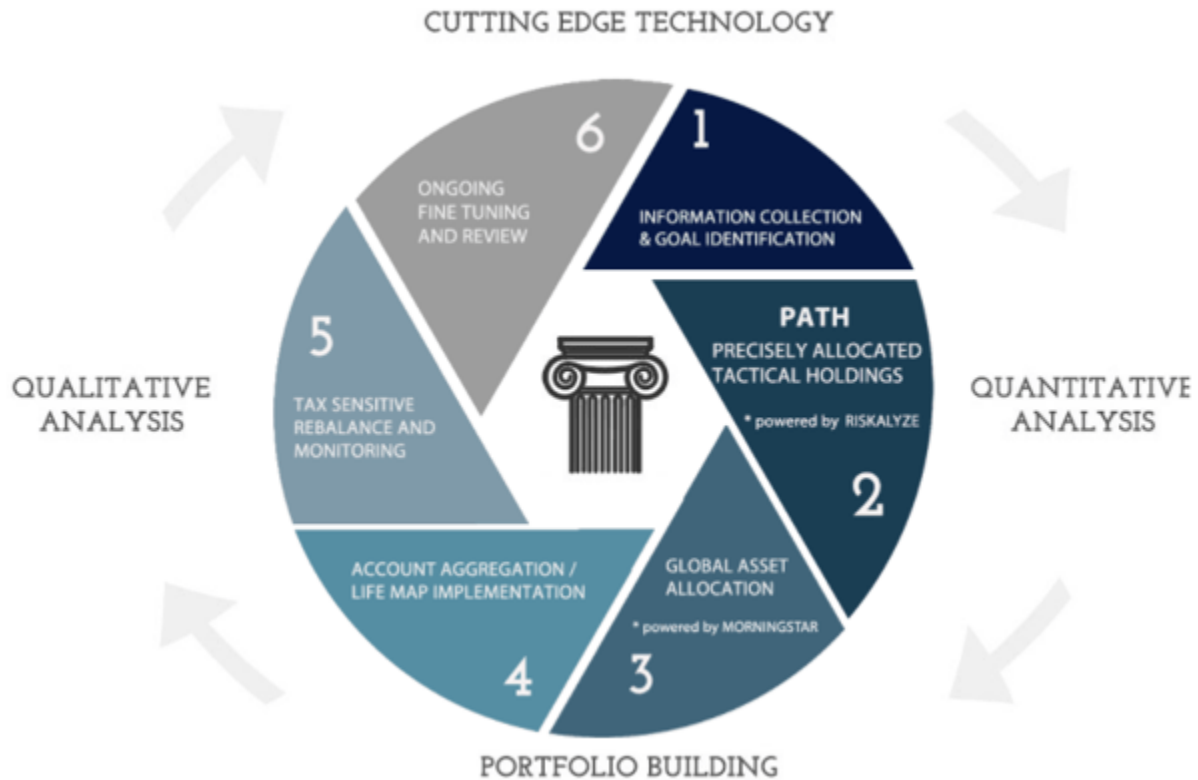 CUTTING EDGE TECHNOLOGY
1
INFORMATION COLLECTION
& GOAL IDENTIFICATION
PATH
PRECISELY ALLOCATED
TACTICAL HOLDINGS
* powered by RISKALYZE
2
QUANTITATIVE
ANALYSIS
GLOBAL ASSET
ALLOCATION
* powered by MORNINGSTAR
3
PORTFOLIO BUILDING
ACCOUNT AGGREGATION /
LIFE MAP IMPLEMENTATION
4
5
TAX SENSITIVE
REBALANCE AND
MONITORING
QUALITATIVE
ANALYSIS
6
ONGOING
FINE TUNING
AND REVIEW